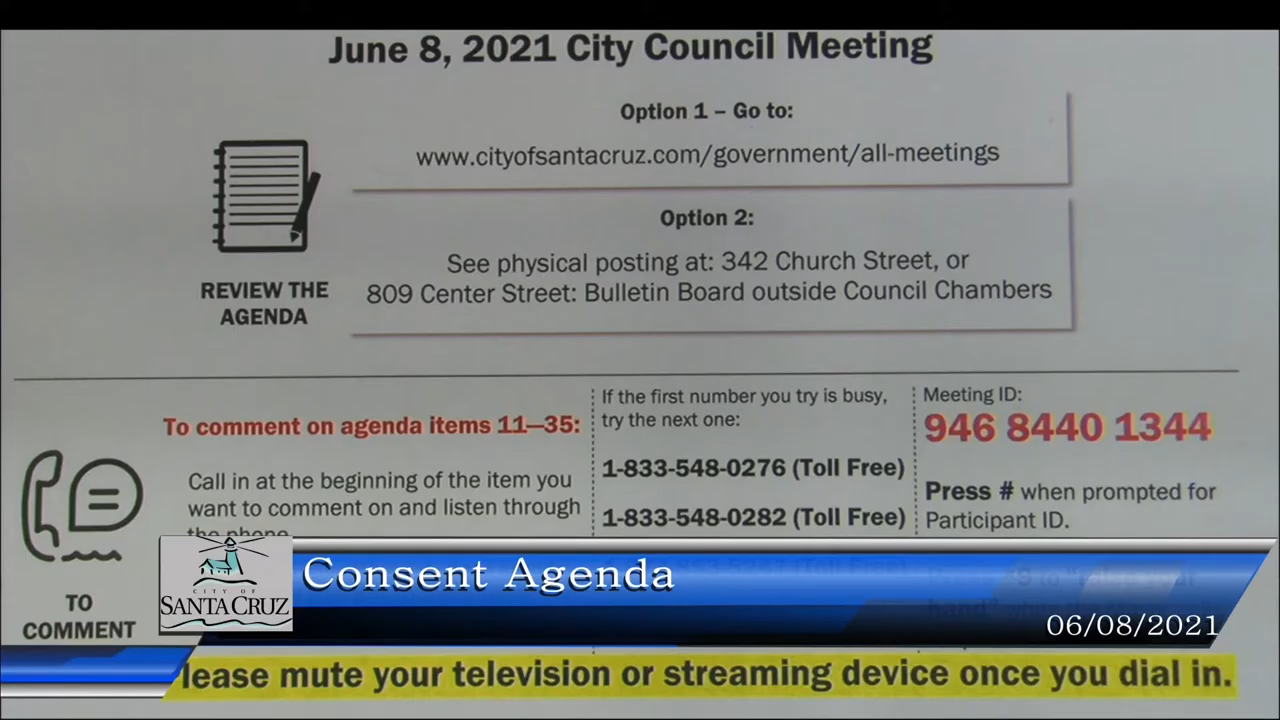 June 8, 2021 City Council Meeting
Option 1 – Go to:
www.cityofsantacruz.com/government/all-meetings
Option 2:
See physical posting at: 342 Church Street, or
809 Center Street: Bulletin Board outside Council Chambers
REVIEW THE
AGENDA
To comment on agenda items 11—35:
Call in at the beginning of the item you
want to comment on and listen through
the phone
If the first number you try is busy,
try the next one:
1-833-548-0276 (Toll Free)
1-833-548-0282 (Toll Free)
Meeting ID:
946 8440 1344
Press # when prompted for
Participant ID.
TO
COMMENT
CITY OF
SANTA CRUZ
Consent Agenda
06/08/2021
Please mute your television or streaming device once you dial in.